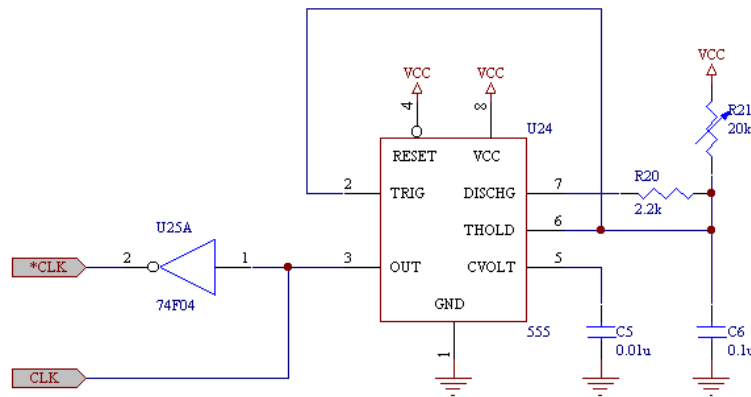 VCC
VCC
VCC
4
8
U24
R21
20k
RESET
VCC
2
TRIG
DISCHG
7
R20
2.2k
THOLD
6
U25A
*CLK
2
1
3
OUT
CVOLT
5
74F04
GND
555
C5
0.01u
C6
0.1u
1
CLK